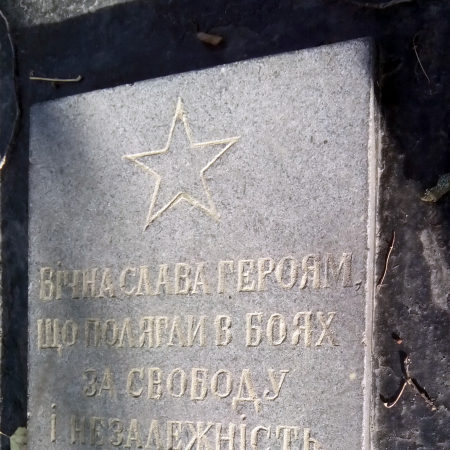 ВІЧНА СЛАВА ГЕРОЯМ,
ЩО ПОЛЯГЛИ В БОЯХ
ЗА СВОБОДУ
І НЕЗАЛЕЖНІСТЬ